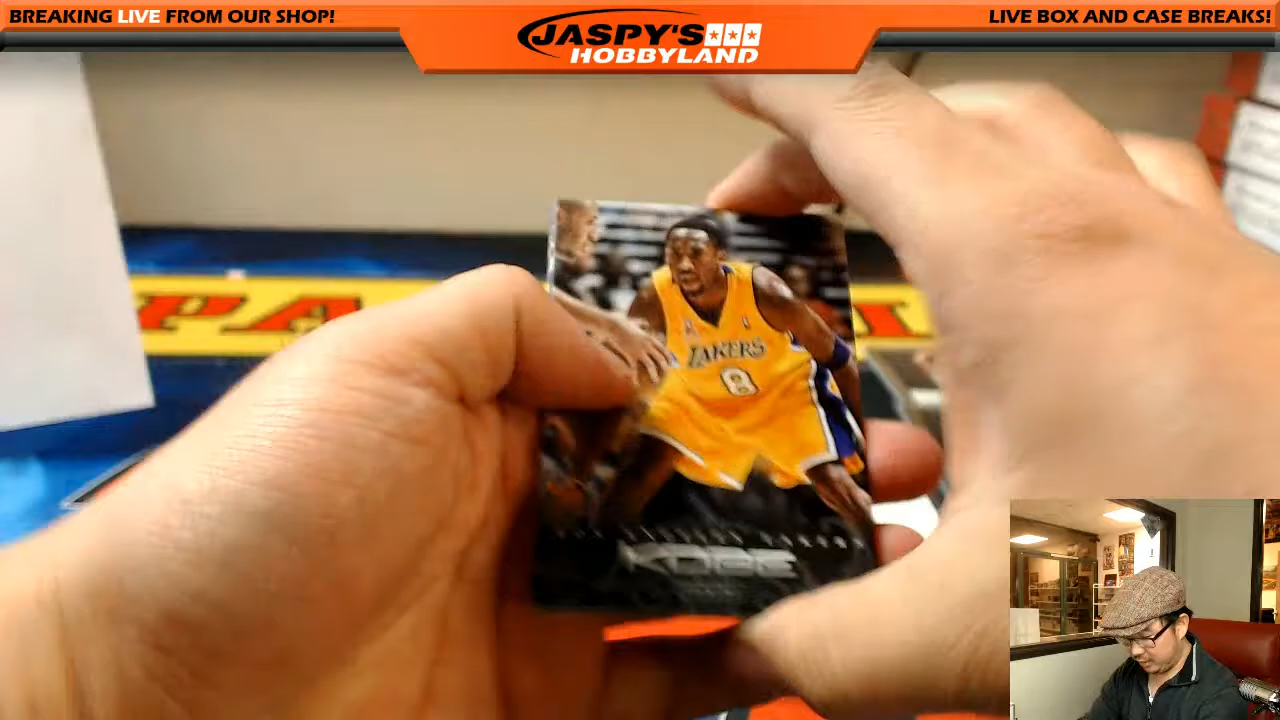 BREAKING LIVE FROM OUR SHOP!
JASPY'S
HOBBYLAND
LIVE BOX AND CASE BREAKS!
LAKERS
8
KOBE